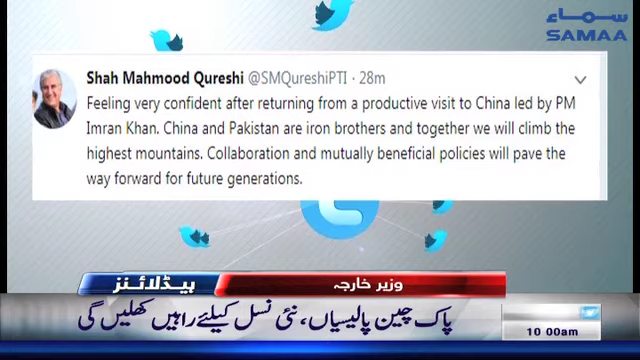 سماء
SAMAA
Shah Mahmood Qureshi @SMQureshiPTI · 28m
Feeling very confident after returning from a productive visit to China led by PM
Imran Khan. China and Pakistan are iron brothers and together we will climb the
highest mountains. Collaboration and mutually beneficial policies will pave the
way forward for future generations.
وزیر خارجہ
ہیڈلائنز
پاک چین پالیسیاں، نئی نسل کیلئے راہیں کھلیں گی
10 00am